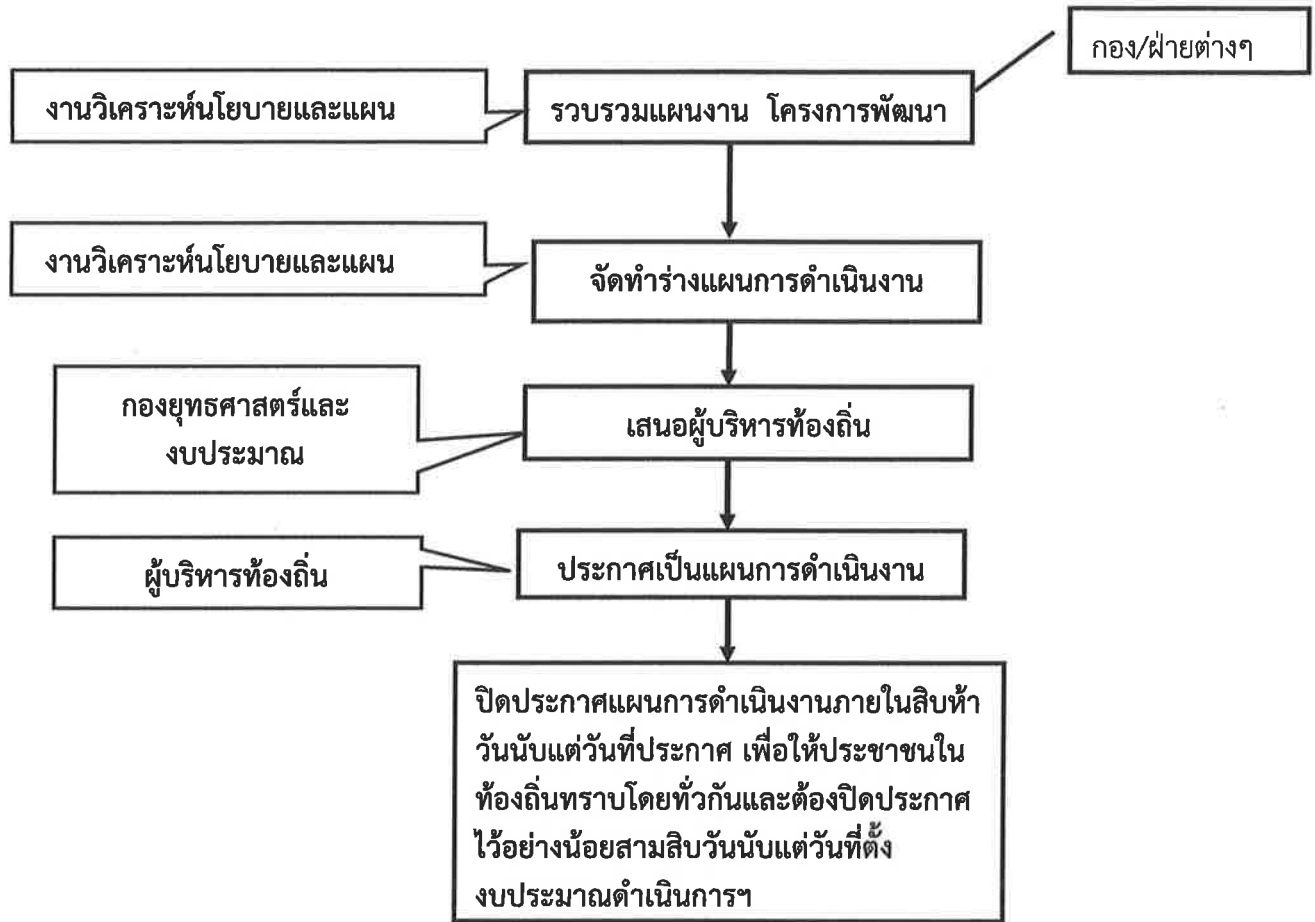 กอง/ฝ่ายต่างๆ
งานวิเคราะห์นโยบายและแผน
รวบรวมแผนงาน โครงการพัฒนา
งานวิเคราะห์นโยบายและแผน
จัดทำร่างแผนการดำเนินงาน
กองยุทธศาสตร์และ
งบประมาณ
เสนอผู้บริหารท้องถิ่น
ผู้บริหารท้องถิ่น
ประกาศเป็นแผนการดำเนินงาน
ปิดประกาศแผนการดำเนินงานภายในสิบห้า
วันนับแต่วันที่ประกาศ เพื่อให้ประชาชนใน
ท้องถิ่นทราบโดยทั่วกันและต้องปิดประกาศ
ไว้อย่างน้อยสามสิบวันนับแต่วันที่ตั้ง
งบประมาณดำเนินการฯ